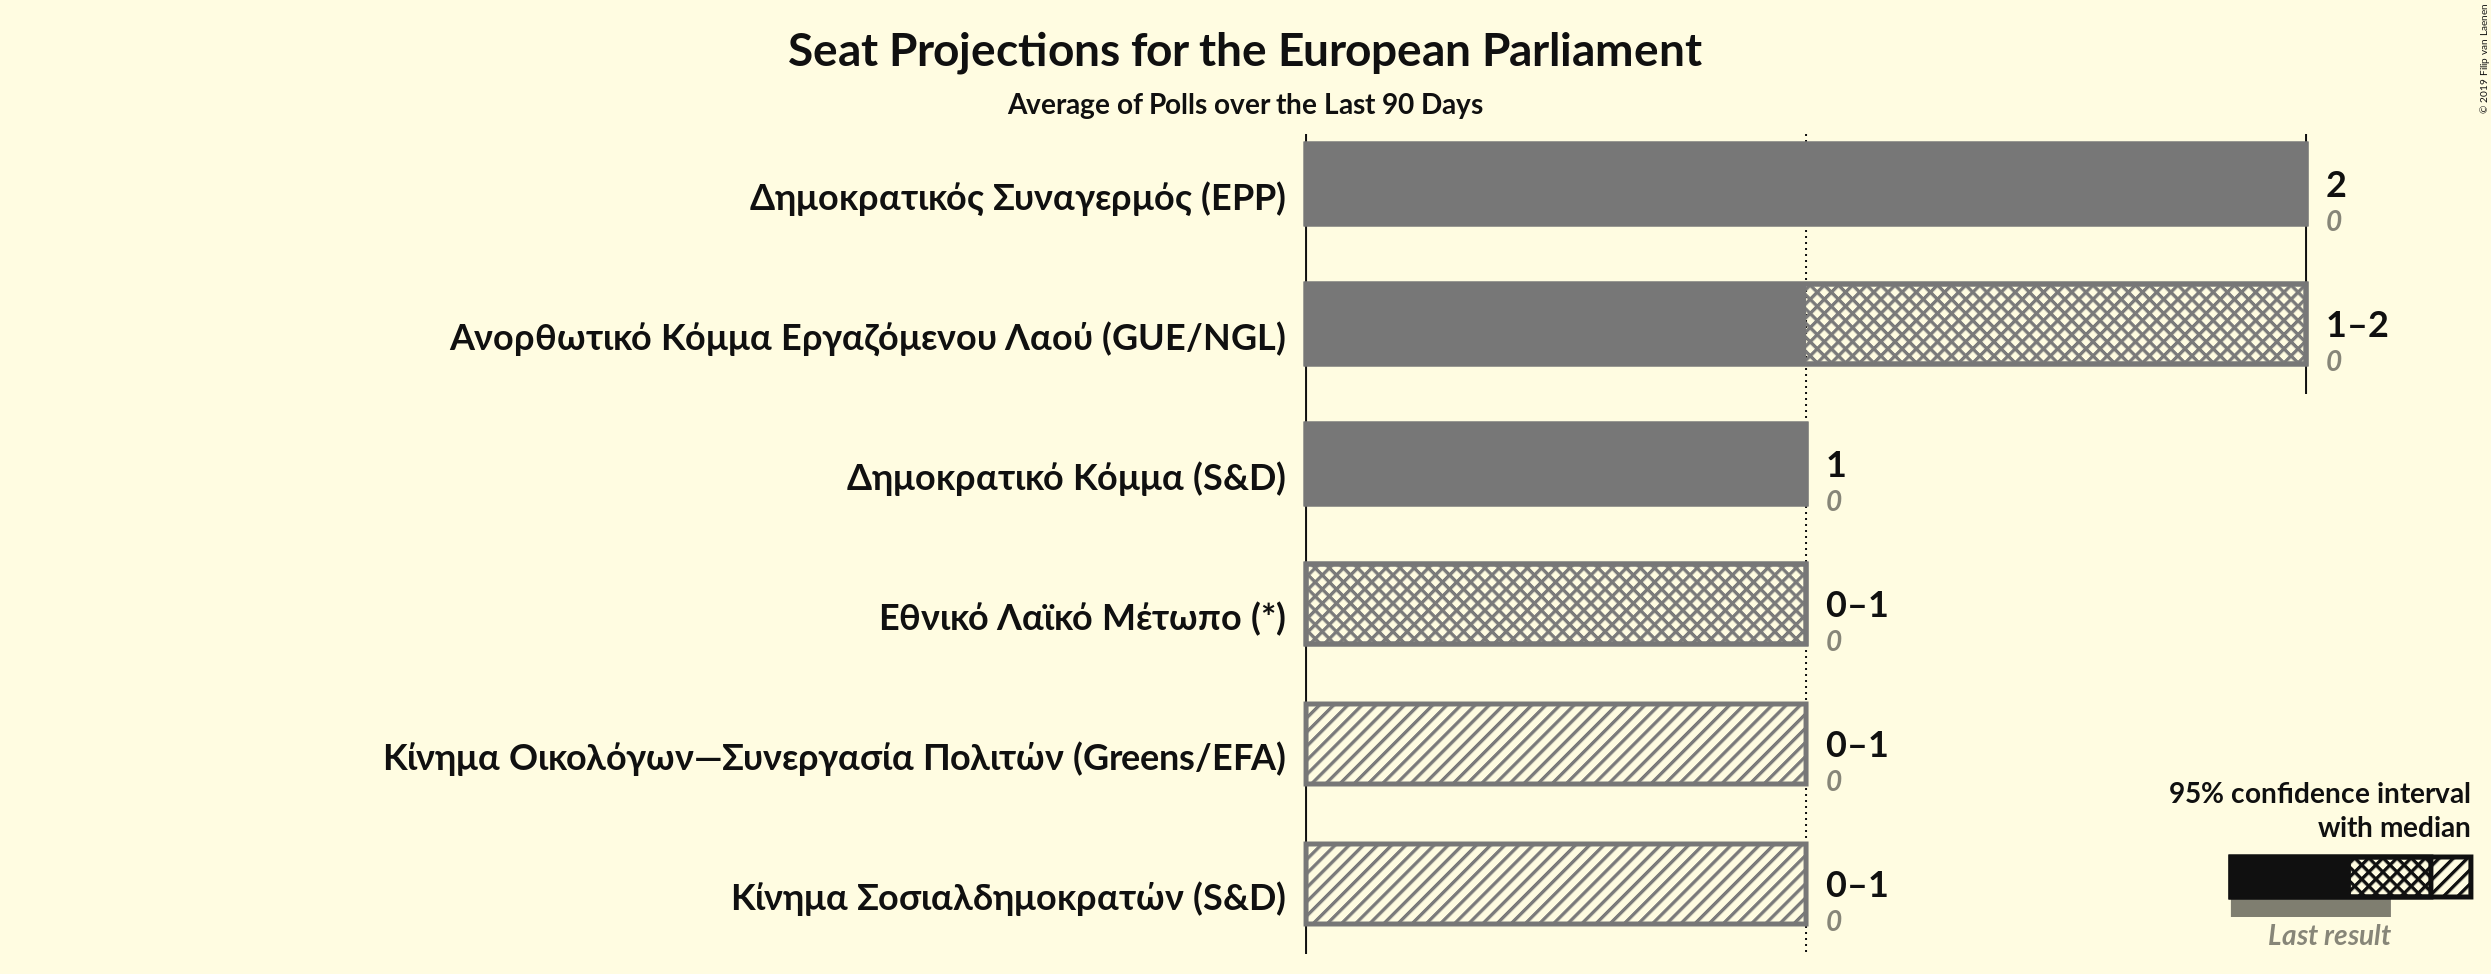 Seat Projections for the European Parliament
Average of Polls over the Last 90 Days
© 2019 Filip van Laenen
Δημοκρατικός Συναγερμός (EPP)
2
0
Ανορθωτικό Κόμμα Εργαζόμενου Λαού (GUE/NGL)
1–2
0
Δημοκρατικό Κόμμα (S&D)
1
0
Εθνικό Λαϊκό Μέτωπο (*)
0–1
0
Κίνημα Οικολόγων—Συνεργασία Πολιτών (Greens/EFA)
0–1
0
Κίνημα Σοσιαλδημοκρατών (S&D)
0–1
0
95% confidence interval
with median
Last result